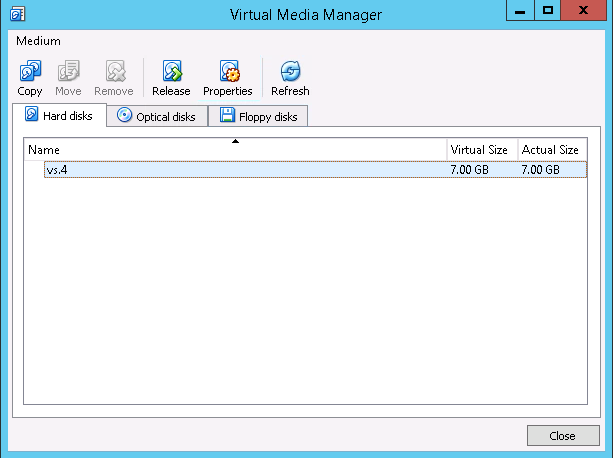 Virtual Media Manager
Medium
Copy Move Remove Release Properties Refresh
Hard disks Optical disks Floppy disks
Name Virtual Size Actual Size
vs.4 7.00 GB 7.00 GB
Close